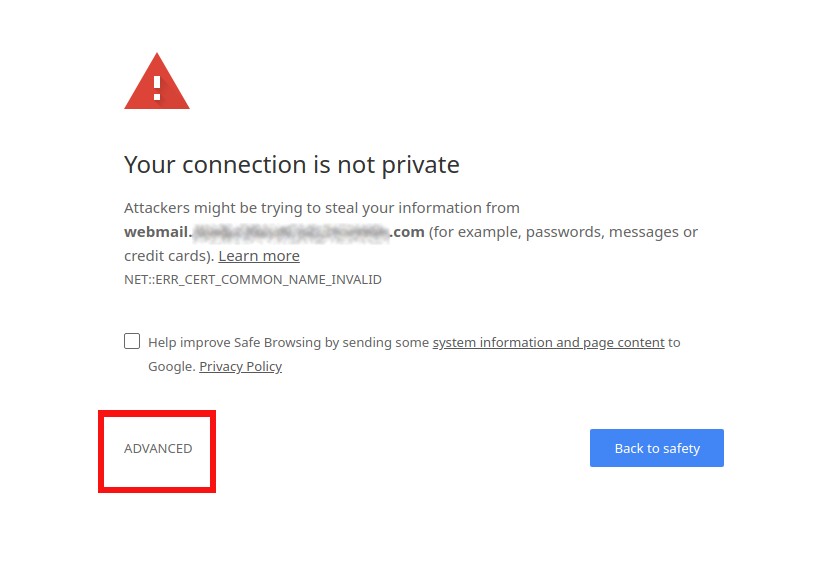 Your connection is not private
Attackers might be trying to steal your information from
webmail. .com (for example, passwords, messages or
credit cards). Learn more
NET::ERR_CERT_COMMON_NAME_INVALID
Help improve Safe Browsing by sending some system information and page content to
Google. Privacy Policy
ADVANCED
Back to safety